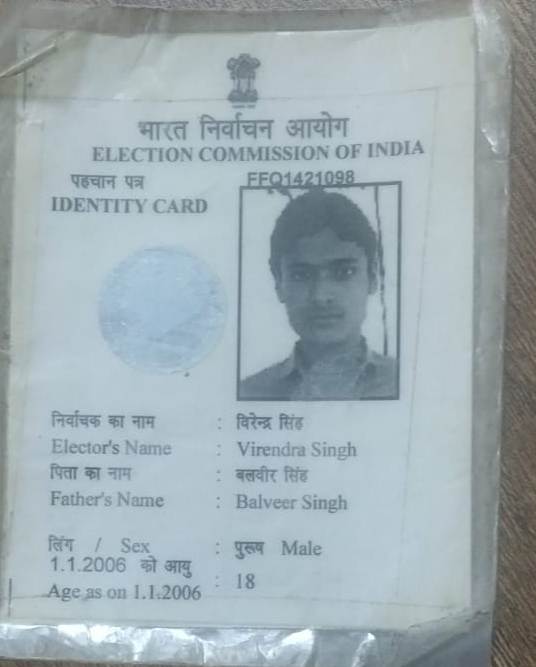 भारत निर्वाचन आयोग
ELECTION COMMISSION OF INDIA
पहचान पत्र FFO1421098
IDENTITY CARD
निर्वाचक का नाम : विरेन्द्र सिंह
Elector's Name : Virendra Singh
पिता का नाम : बलवीर सिंह
Father's Name : Balveer Singh
लिंग / Sex : पुरूष Male
1.1.2006 को आयु
Age as on 1.1.2006 : 18